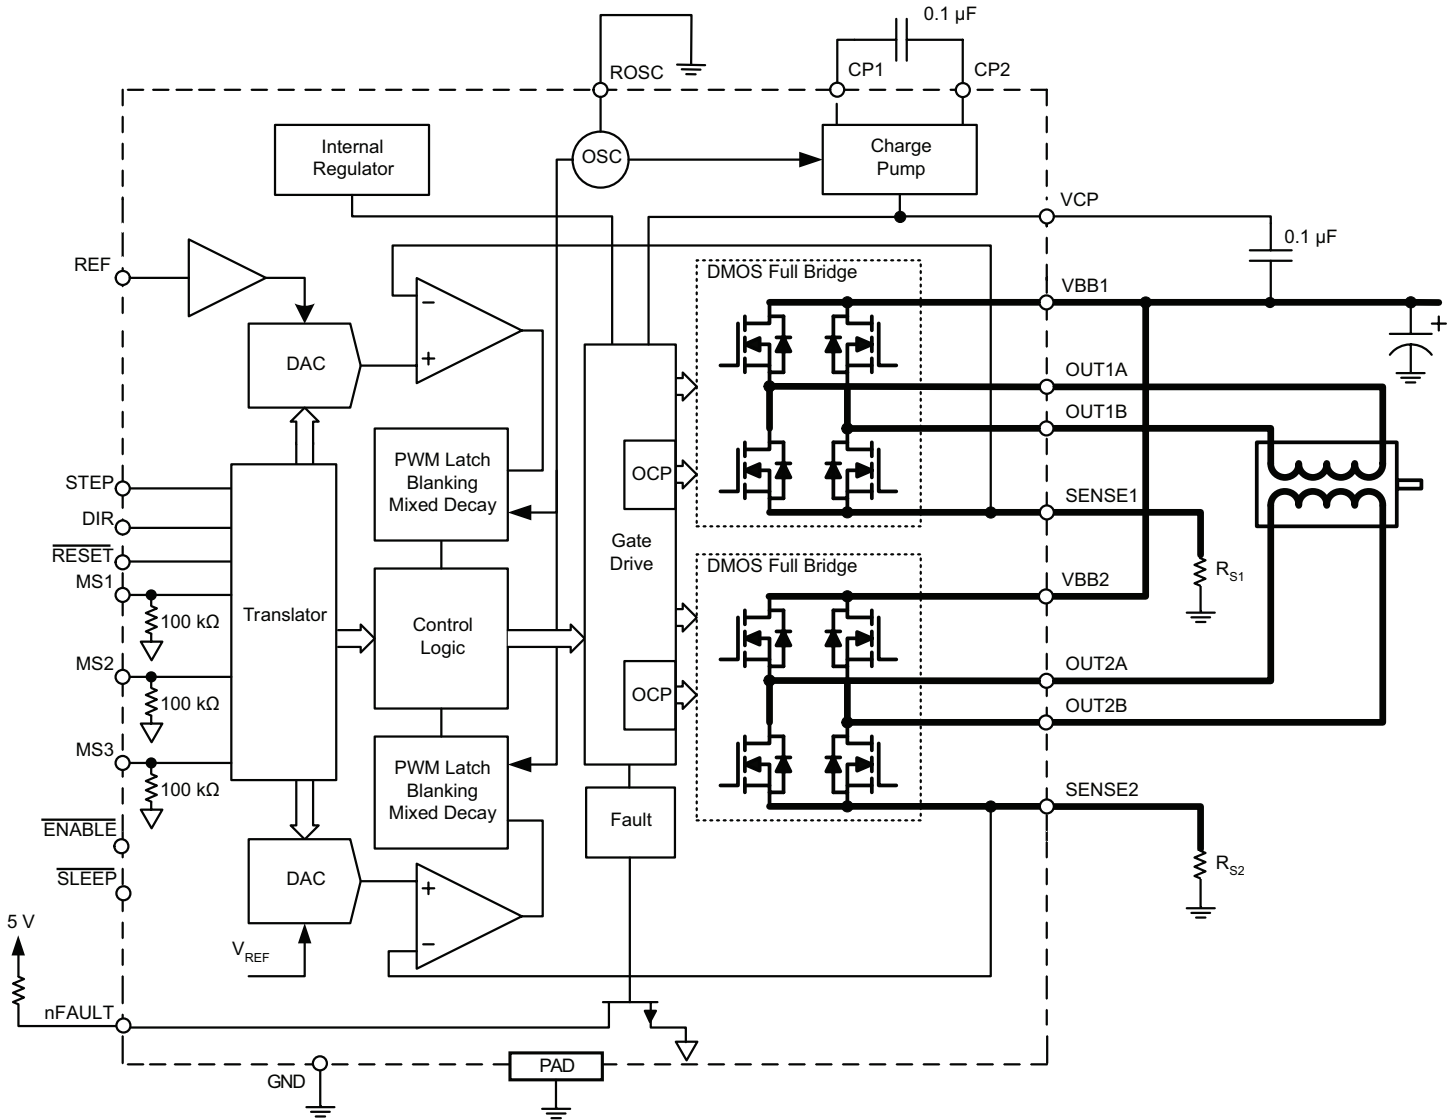 0.1 µF
ROSC
CP1
CP2
Internal
Regulator
OSC
Charge
Pump
VCP
0.1 µF
REF
DMOS Full Bridge
VBB1
+
−
+
DAC
OUT1A
OUT1B
PWM Latch
Blanking
Mixed Decay
OCP
STEP
DIR
RESET
MS1
100 kΩ
SENSE1
Gate
Drive
DMOS Full Bridge
RS1
VBB2
Translator
Control
Logic
MS2
100 kΩ
OUT2A
OCP
OUT2B
MS3
100 kΩ
PWM Latch
Blanking
Mixed Decay
SENSE2
Fault
ENABLE
SLEEP
DAC
+
−
RS2
5 V
VREF
nFAULT
GND
PAD